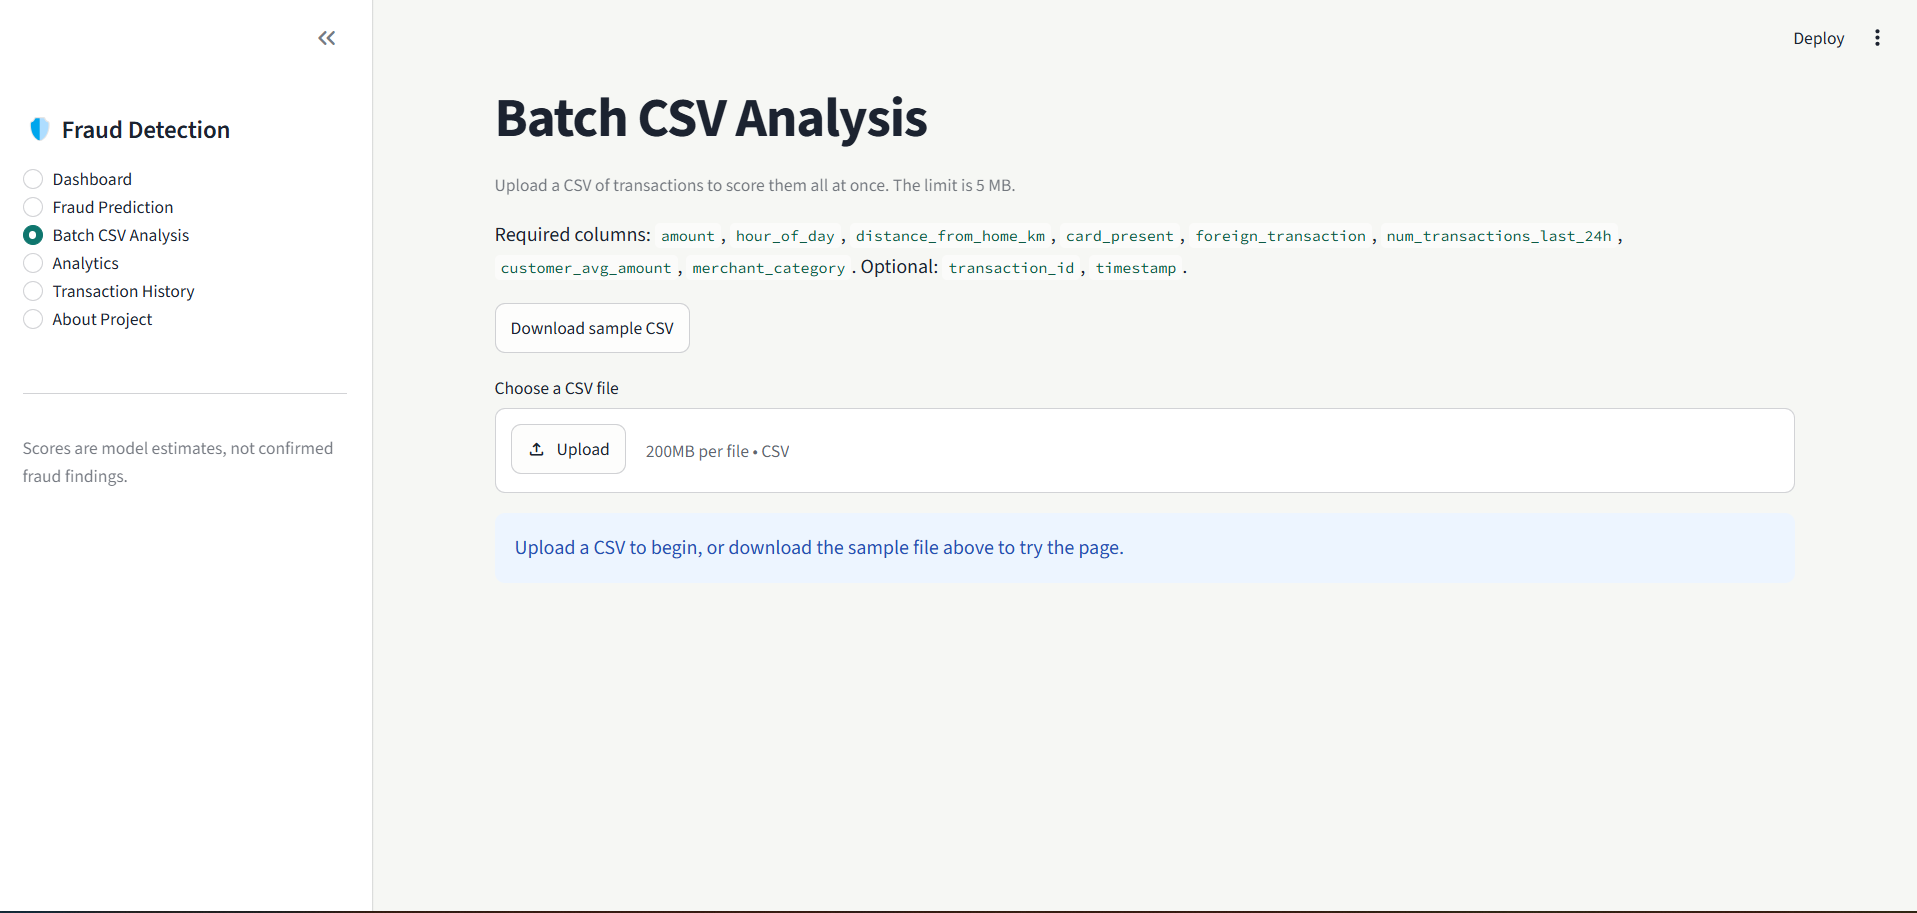 Deploy
Fraud Detection
Dashboard
Fraud Prediction
Batch CSV Analysis
Analytics
Transaction History
About Project
Scores are model estimates, not confirmed
fraud findings.
Batch CSV Analysis
Upload a CSV of transactions to score them all at once. The limit is 5 MB.
Required columns: amount , hour_of_day , distance_from_home_km , card_present , foreign_transaction , num_transactions_last_24h ,
customer_avg_amount , merchant_category . Optional: transaction_id , timestamp .
Download sample CSV
Choose a CSV file
Upload 200MB per file • CSV
Upload a CSV to begin, or download the sample file above to try the page.